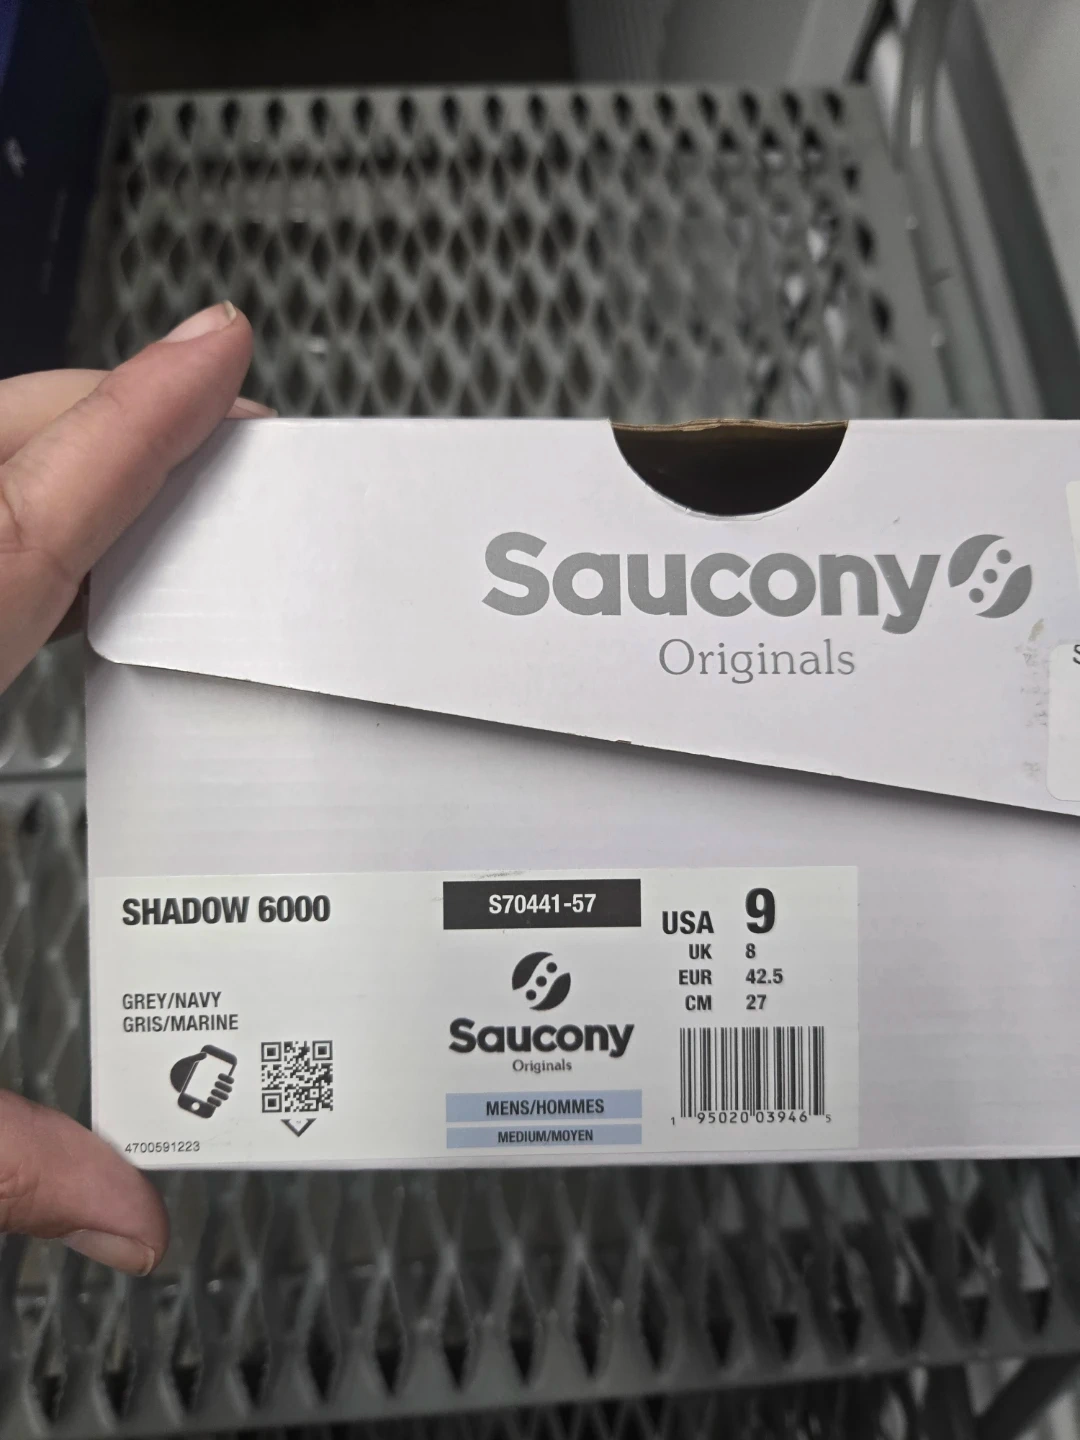 Saucony
Originals
S
SHADOW 6000
S70441-57
USA 9
UK 8
EUR 42.5
CM 27
GREY/NAVY
GRIS/MARINE
Saucony
Originals
MENS/HOMMES
MEDIUM/MOYEN
4700591223
1 95020 03946 5